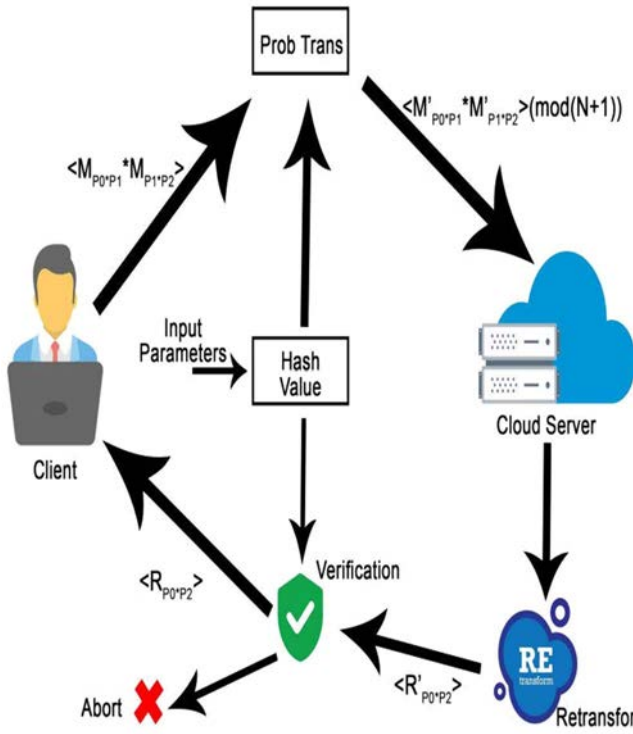 Prob Trans
<M'P0*P1*M'P1*P2>(mod(N+1))
<MP0*P1*MP1*P2>
Input
Parameters
Hash
Value
Cloud Server
Client
Verification
<RP0*P2>
RE
transform
<R'P0*P2>
Abort
Retransfor